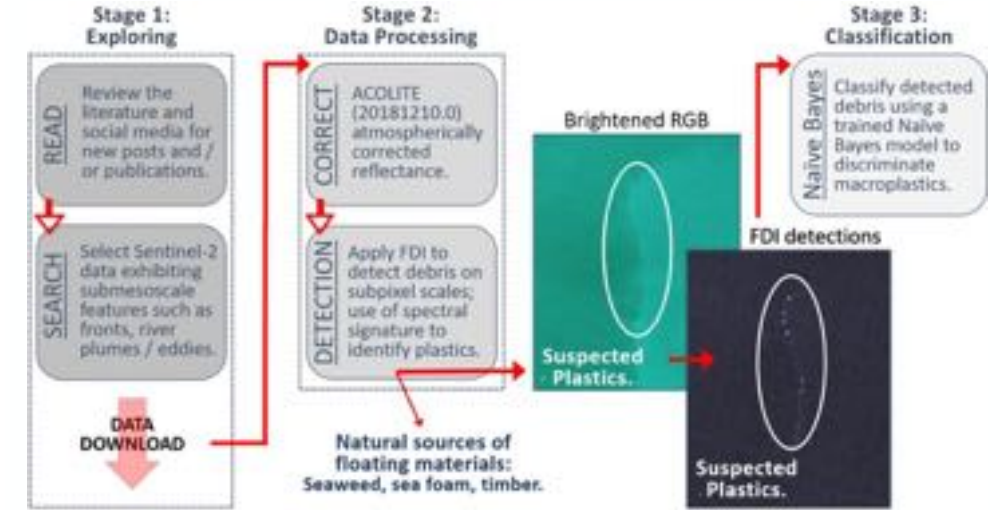 Stage 1:
Exploring
READ
Review the
literature and
social media for
new posts and /
or publications.
SEARCH
Select Sentinel-2
data exhibiting
submesoscale
features such as
fronts, river
plumes / eddies.
DATA
DOWNLOAD
Stage 2:
Data Processing
CORRECT
ACOLITE
(20181210.0)
atmospherically
corrected
reflectance.
DETECTION
Apply FDI to
detect debris on
subpixel scales;
use of spectral
signature to
identify plastics.
Natural sources of
floating materials:
Seaweed, sea foam, timber.
Brightened RGB
Suspected
Plastics.
FDI detections
Suspected
Plastics.
Stage 3:
Classification
Naïve Bayes
Classify detected
debris using a
trained Naïve
Bayes model to
discriminate
macroplastics.